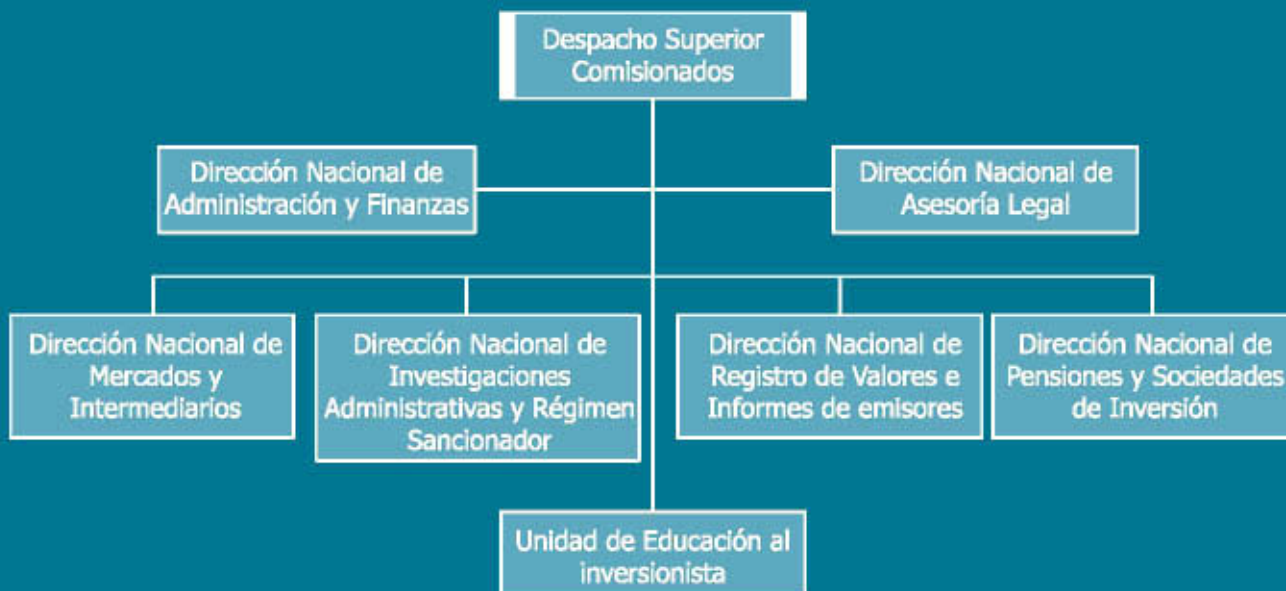 Despacho Superior
Comisionados
Dirección Nacional de
Administración y Finanzas
Dirección Nacional de
Asesoría Legal
Dirección Nacional de
Mercados y
Intermediarios
Dirección Nacional de
Investigaciones
Administrativas y Régimen
Sancionador
Dirección Nacional de
Registro de Valores e
Informes de emisores
Dirección Nacional de
Pensiones y Sociedades
de Inversión
Unidad de Educación al
inversionista